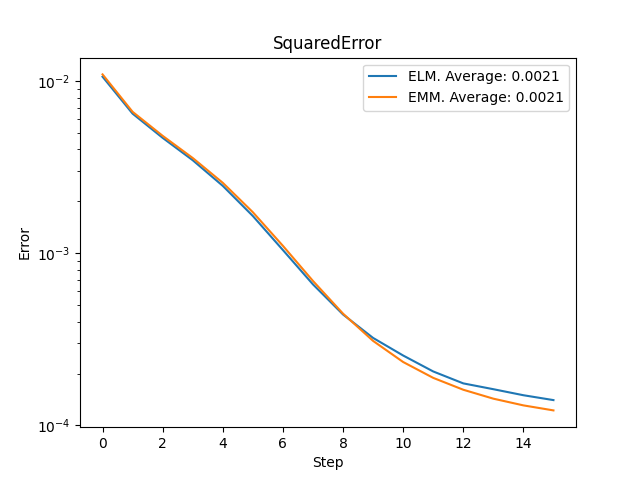 SquaredError
ELM. Average: 0.0021
EMM. Average: 0.0021
Error
10⁻²
10⁻³
10⁻⁴
0 2 4 6 8 10 12 14
Step